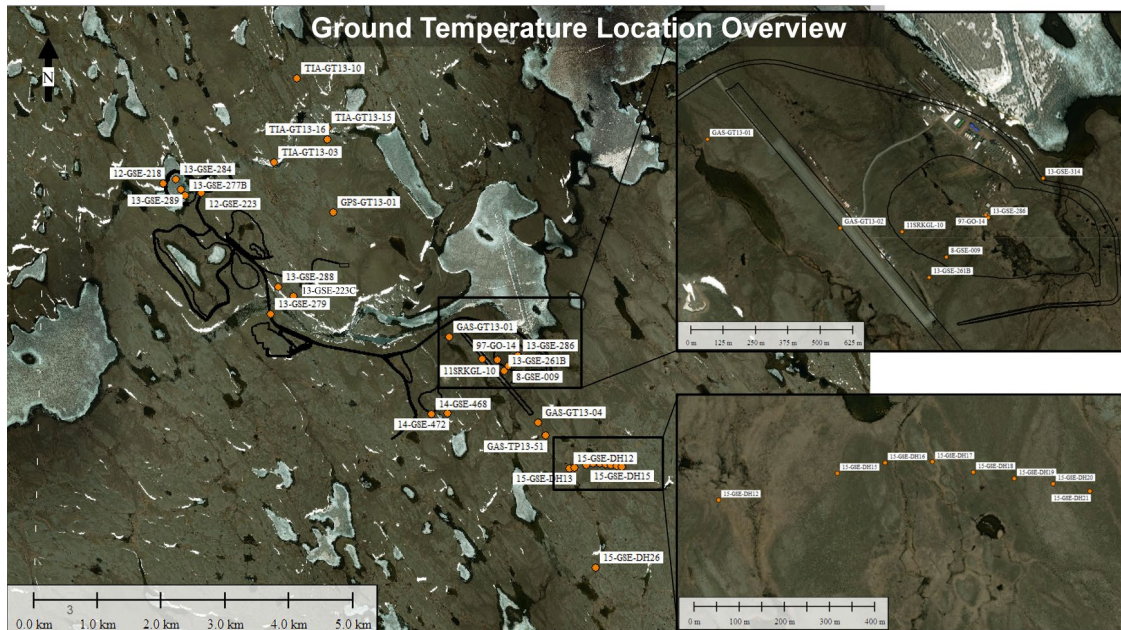 Ground Temperature Location Overview
N
TIA-GT13-10
TIA-GT13-15
TIA-GT13-16
TIA-GT13-03
12-GSE-218
13-GSE-284
13-GSE-277B
13-GSE-289
12-GSE-223
GPS-GT13-01
13-GSE-288
13-GSE-223C
13-GSE-279
GAS-GT13-01
97-GO-14
13-GSE-286
13-GSE-261B
11SRKGL-10
8-GSE-009
14-GSE-468
14-GSE-472
GAS-GT13-04
GAS-TP13-51
15-GSE-DH12
15-GSE-DH13
15-GSE-DH15
15-GSE-DH26
3
0.0 km 1.0 km 2.0 km 3.0 km 4.0 km 5.0 km
GAS-GT13-01
13-GSE-314
13-GSE-286
97-GO-14
GAS-GT13-02
11SRKGL-10
8-GSE-009
13-GSE-261B
0 m 125 m 250 m 375 m 500 m 625 m
15-GSE-DH12
15-GSE-DH15
15-GSE-DH16
15-GSE-DH17
15-GSE-DH18
15-GSE-DH19
15-GSE-DH20
15-GSE-DH21
0 m 100 m 200 m 300 m 400 m